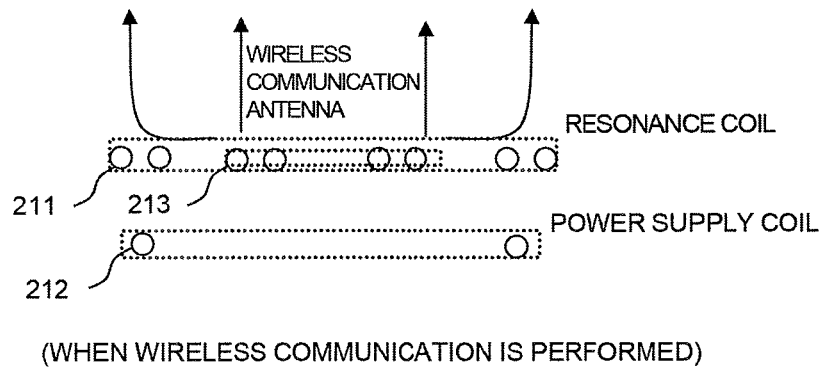 WIRELESS
COMMUNICATION
ANTENNA
RESONANCE COIL
211
213
POWER SUPPLY COIL
212
(WHEN WIRELESS COMMUNICATION IS PERFORMED)